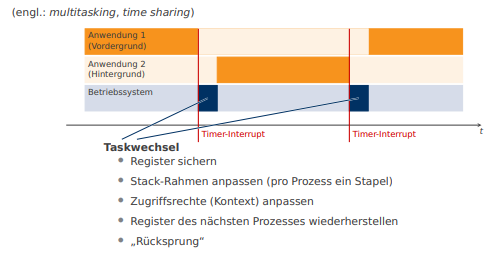 (engl.: multitasking, time sharing)
Anwendung 1
(Vordergrund)
Anwendung 2
(Hintergrund)
Betriebssystem
t
Timer-Interrupt
Timer-Interrupt
Taskwechsel
• Register sichern
• Stack-Rahmen anpassen (pro Prozess ein Stapel)
• Zugriffsrechte (Kontext) anpassen
• Register des nächsten Prozesses wiederherstellen
• „Rücksprung“